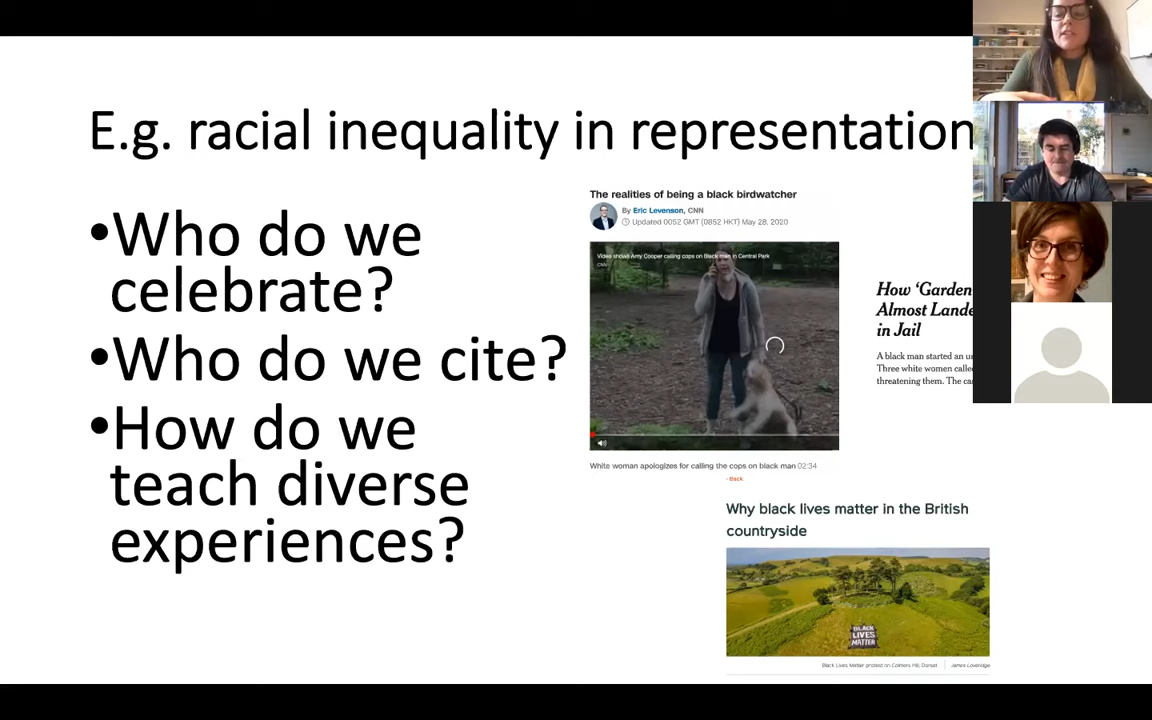 E.g. racial inequality in representation
•Who do we
celebrate?
•Who do we cite?
•How do we
teach diverse
experiences?
The realities of being a black birdwatcher
By Eric Levenson, CNN
Updated 0052 GMT (0852 HKT) May 28, 2020
Video shows Amy Cooper calling cops on Black man in Central Park
CNN
White woman apologizes for calling the cops on black man 02:34
How 'Garden
Almost Lande
in Jail
A black man started an u
Three white women called
threatening them. The ca
‹ Back
Why black lives matter in the British
countryside
BLACK
LIVES
MATTER
Black Lives Matter protest on Colmers Hill, Dorset
James Loveridge